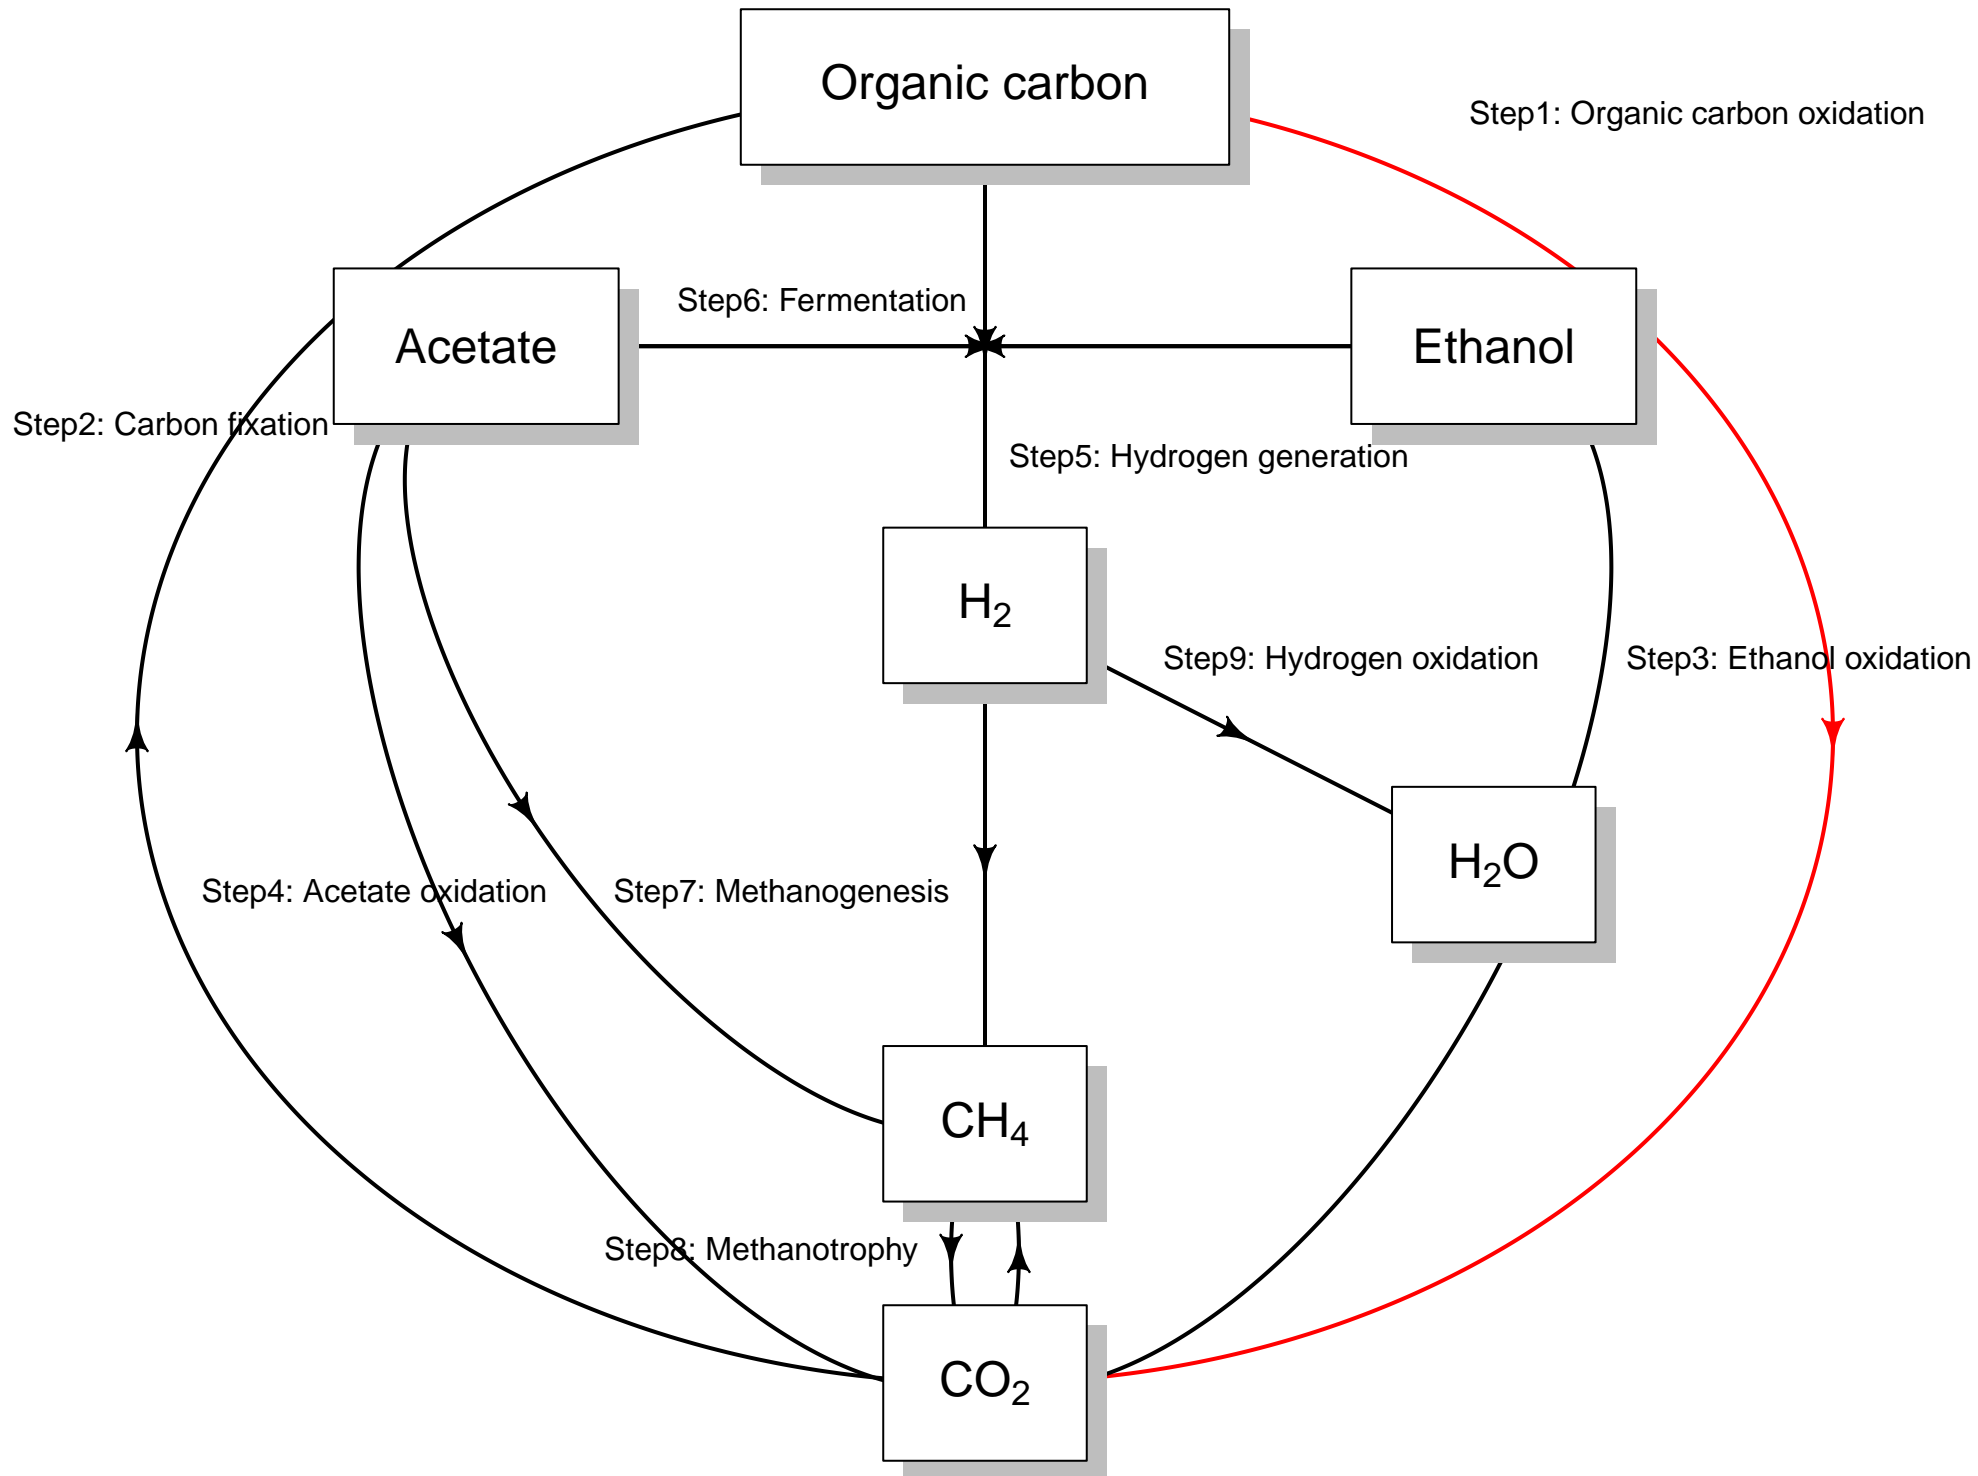 Organic carbon
Step1: Organic carbon oxidation
Step6: Fermentation
Acetate
Ethanol
Step2: Carbon fixation
Step5: Hydrogen generation
H₂
Step9: Hydrogen oxidation
Step3: Ethanol oxidation
H₂O
Step4: Acetate oxidation
Step7: Methanogenesis
CH₄
Step8: Methanotrophy
CO₂